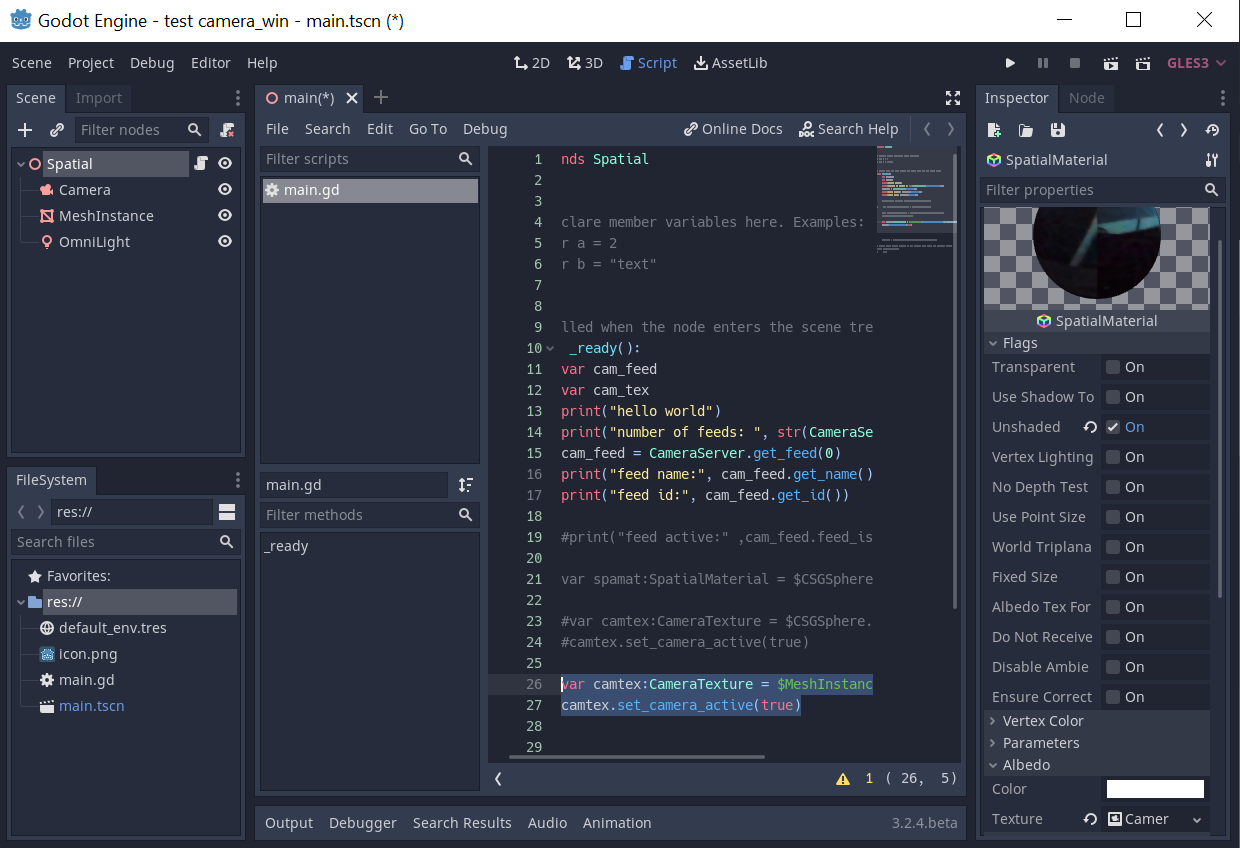 Godot Engine - test camera_win - main.tscn (*)
Scene Project Debug Editor Help
2D 3D Script AssetLib
GLES3
Scene Import
Filter nodes
Spatial
Camera
MeshInstance
OmniLight
FileSystem
res://
Search files
Favorites:
res://
default_env.tres
icon.png
main.gd
main.tscn
main(*)
File Search Edit Go To Debug
Online Docs Search Help
Filter scripts
main.gd
main.gd
Filter methods
_ready
1 nds Spatial
2
3
4 clare member variables here. Examples:
5 r a = 2
6 r b = "text"
7
8
9 lled when the node enters the scene tre
10 _ready():
11 var cam_feed
12 var cam_tex
13 print("hello world")
14 print("number of feeds: ", str(CameraSe
15 cam_feed = CameraServer.get_feed(0)
16 print("feed name:", cam_feed.get_name()
17 print("feed id:", cam_feed.get_id())
18
19 #print("feed active:" ,cam_feed.feed_is
20
21 var spamat:SpatialMaterial = $CSGSphere
22
23 #var camtex:CameraTexture = $CSGSphere.
24 #camtex.set_camera_active(true)
25
26 var camtex:CameraTexture = $MeshInstanc
27 camtex.set_camera_active(true)
28
29
1 ( 26, 5)
Output Debugger Search Results Audio Animation
3.2.4.beta
Inspector Node
SpatialMaterial
Filter properties
SpatialMaterial
Flags
Transparent On
Use Shadow To On
Unshaded On
Vertex Lighting On
No Depth Test On
Use Point Size On
World Triplana On
Fixed Size On
Albedo Tex For On
Do Not Receive On
Disable Ambie On
Ensure Correct On
Vertex Color
Parameters
Albedo
Color
Texture Camer